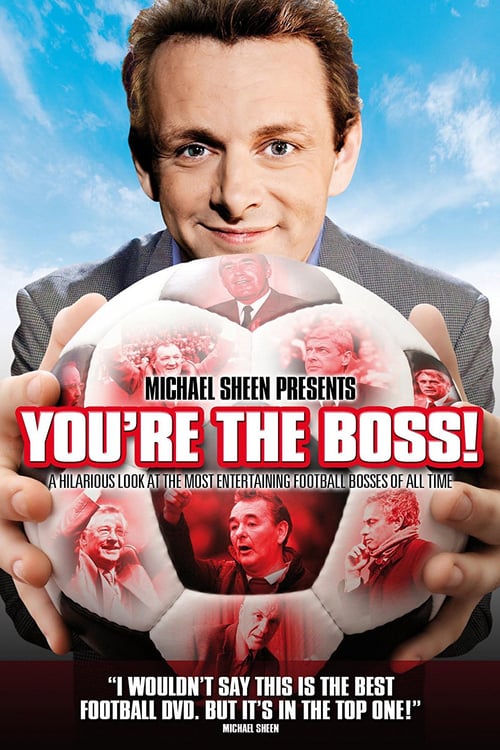 MICHAEL SHEEN PRESENTS
YOU'RE THE BOSS!
A HILARIOUS LOOK AT THE MOST ENTERTAINING FOOTBALL BOSSES OF ALL TIME
"I WOULDN'T SAY THIS IS THE BEST
FOOTBALL DVD. BUT IT'S IN THE TOP ONE!"
MICHAEL SHEEN